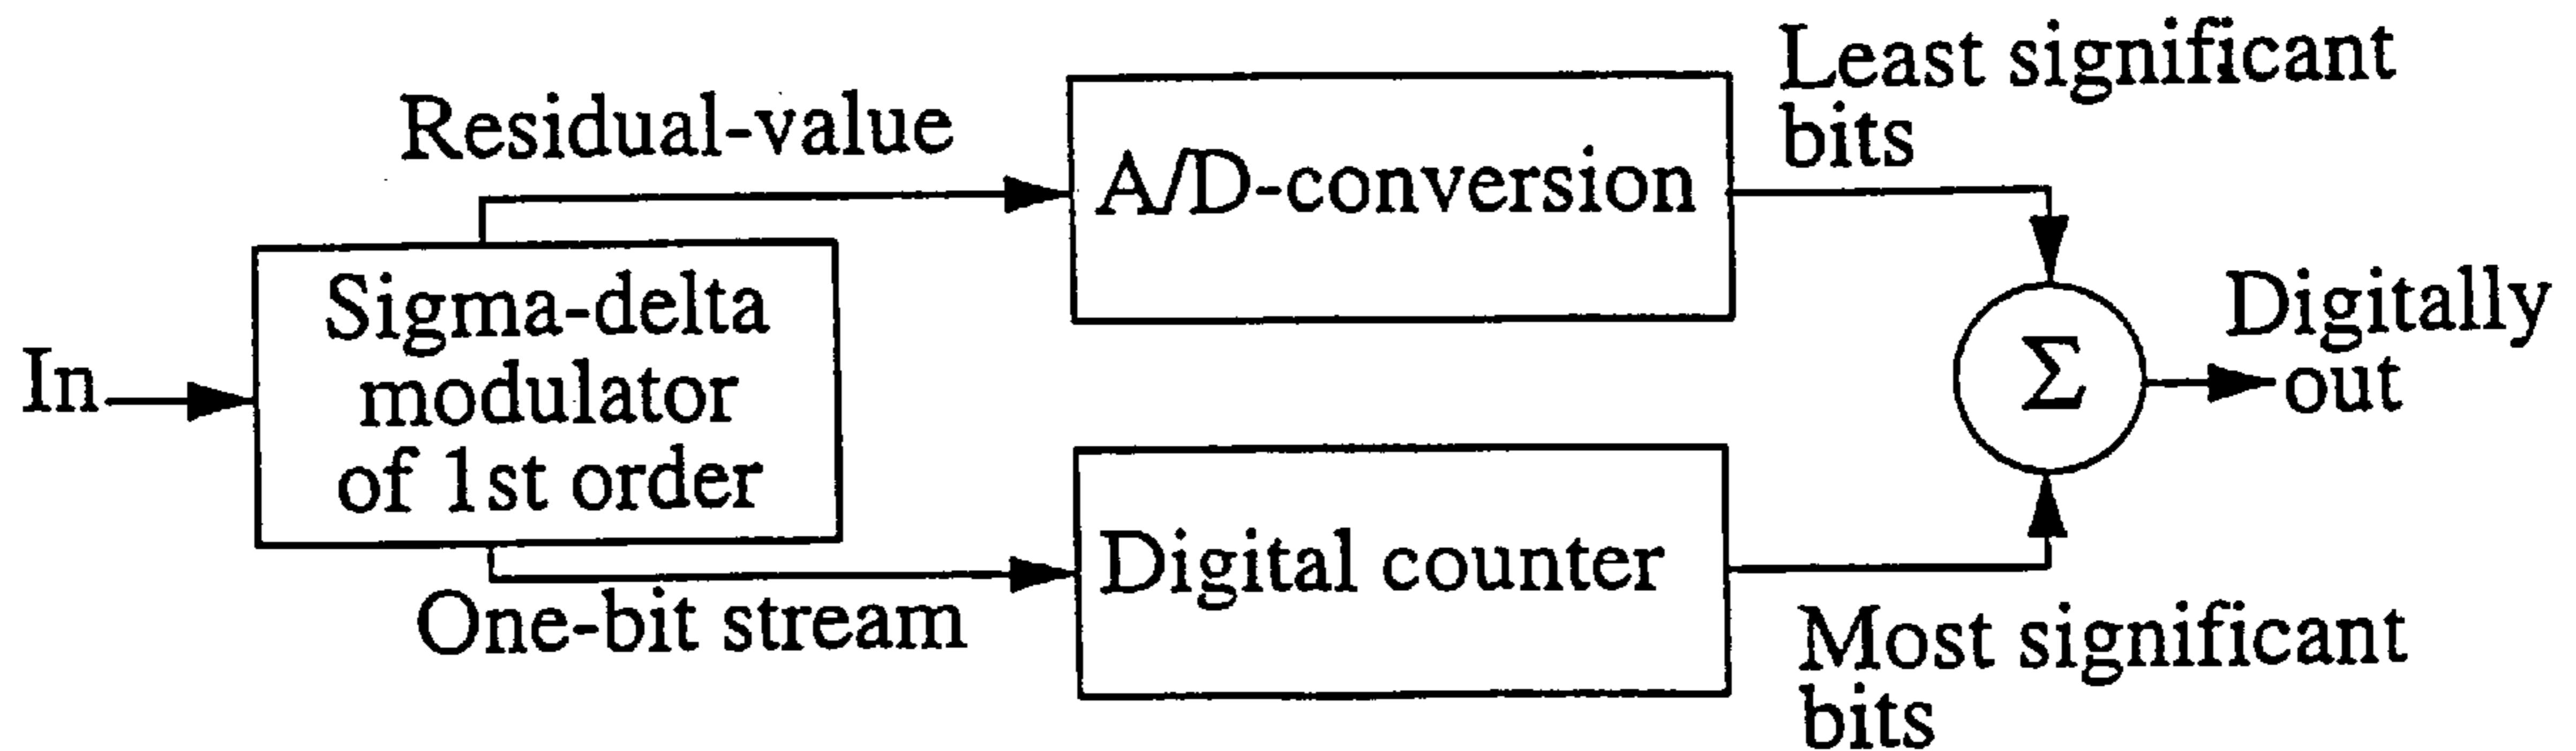 In
Sigma-delta
modulator
of 1st order
Residual-value
A/D-conversion
Least significant
bits
One-bit stream
Digital counter
Most significant
bits
Σ
Digitally
out